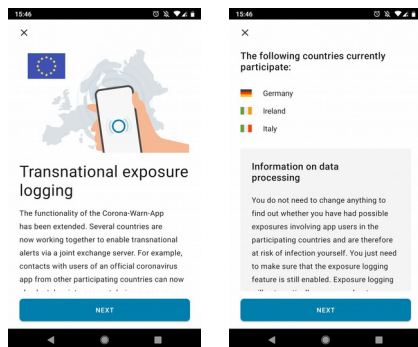 15:46
Transnational exposure
logging
The functionality of the Corona-Warn-App
has been extended. Several countries are
now working together to enable transnational
alerts via a joint exchange server. For example,
contacts with users of an official coronavirus
app from other participating countries can now
NEXT
15:46
The following countries currently
participate:
Germany
Ireland
Italy
Information on data
processing
You do not need to change anything to
find out whether you have had possible
exposures involving app users in the
participating countries and are therefore
at risk of infection yourself. You just need
to make sure that the exposure logging
feature is still enabled. Exposure logging
NEXT